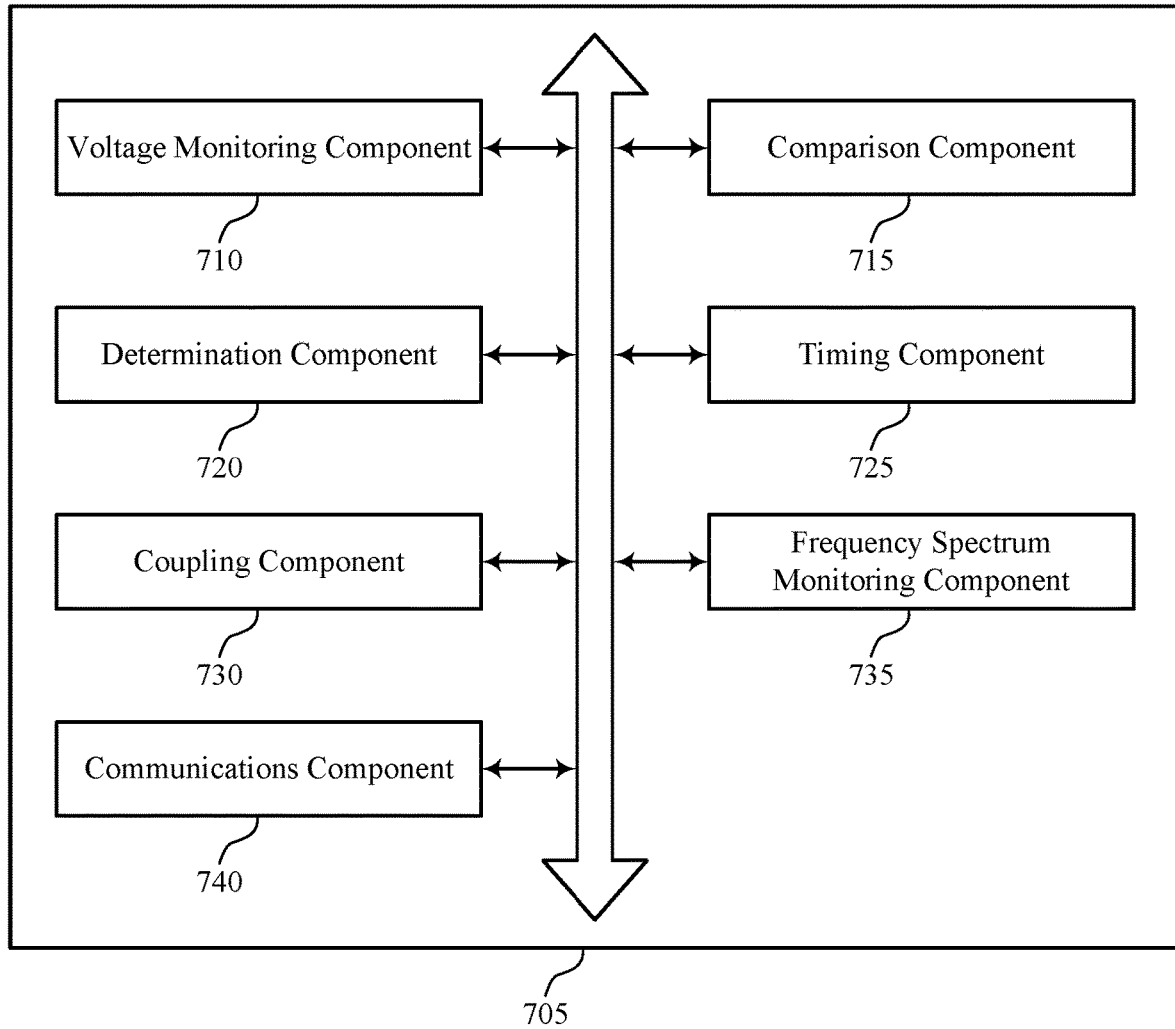 Voltage Monitoring Component
710
Comparison Component
715
Determination Component
720
Timing Component
725
Coupling Component
730
Frequency Spectrum
Monitoring Component
735
Communications Component
740
705